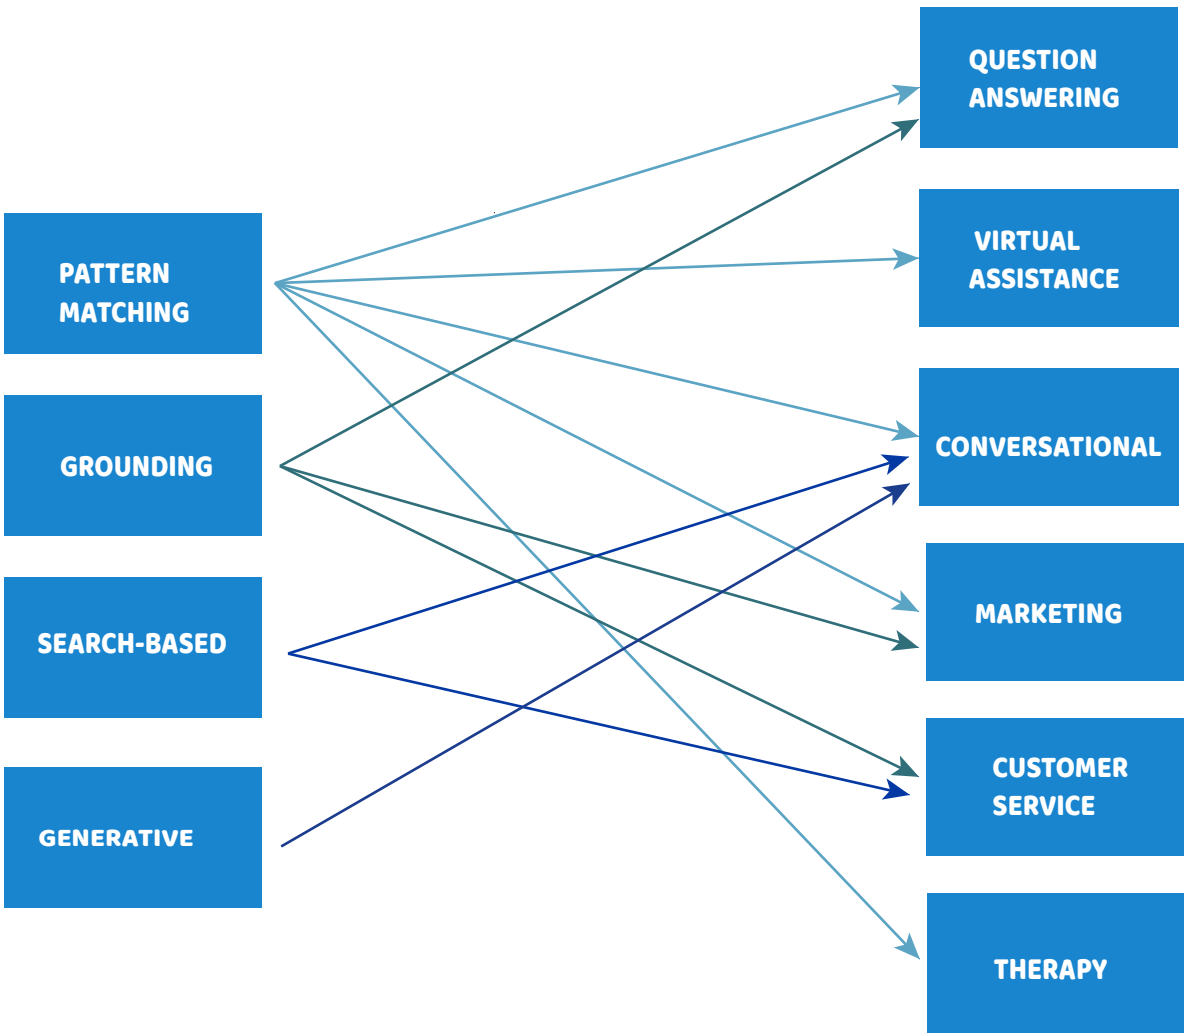 PATTERN
MATCHING
GROUNDING
SEARCH-BASED
GENERATIVE
QUESTION
ANSWERING
VIRTUAL
ASSISTANCE
CONVERSATIONAL
MARKETING
CUSTOMER
SERVICE
THERAPY